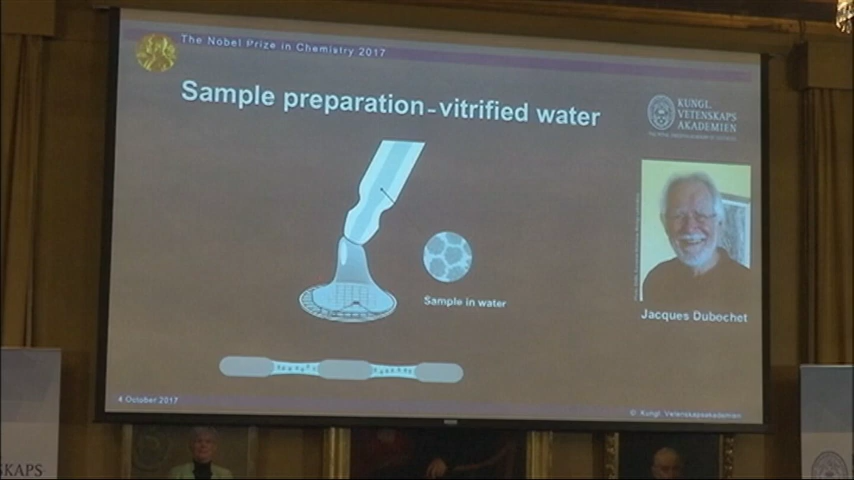 The Nobel Prize in Chemistry 2017
Sample preparation - vitrified water
KUNGL.
VETENSKAPS
AKADEMIEN
Sample in water
Jacques Dubochet
4 October 2017
© Kungl. Vetenskapsakademien
SKAPS